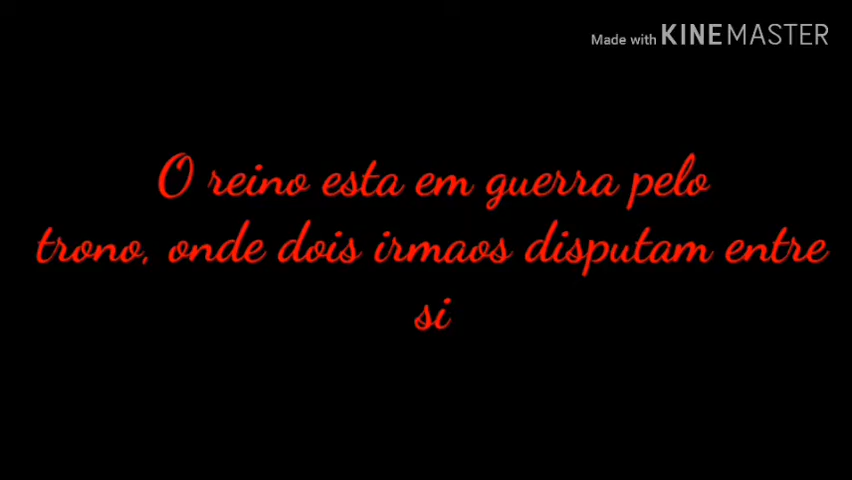 Made with KINEMASTER
O reino esta em guerra pelo
trono, onde dois irmaos disputam entre
si